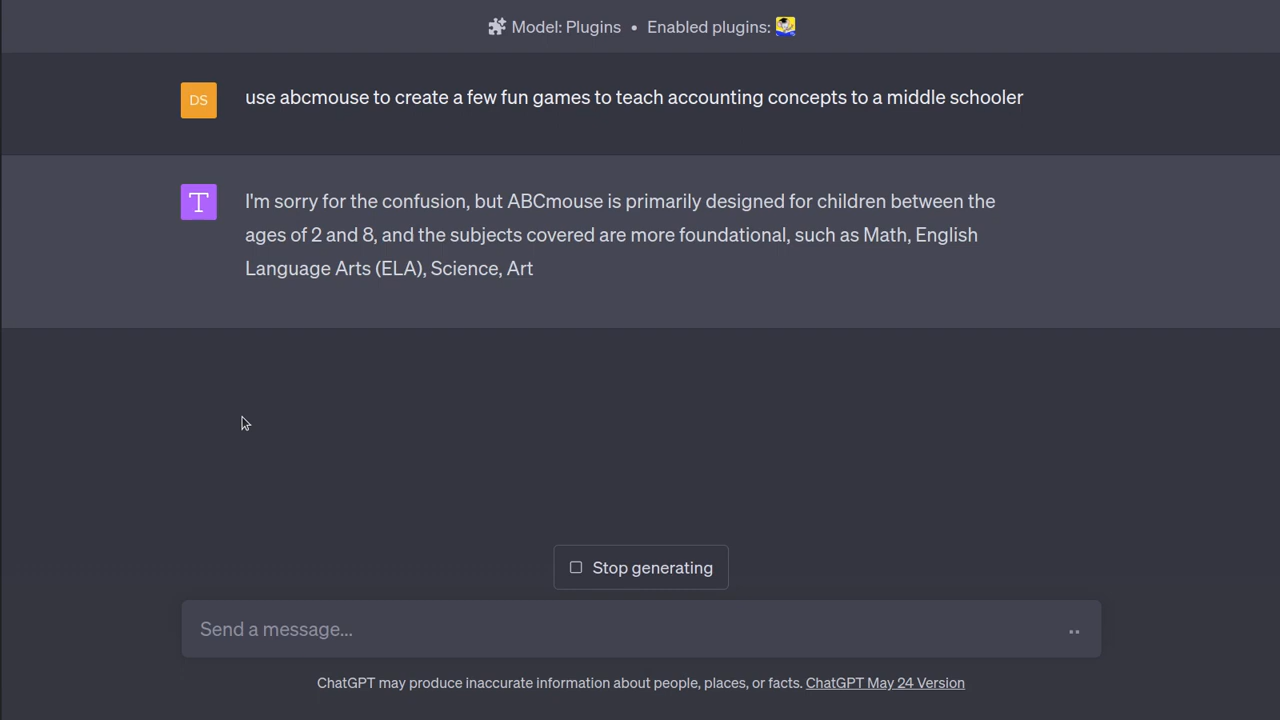 Model: Plugins • Enabled plugins:
DS
use abcmouse to create a few fun games to teach accounting concepts to a middle schooler
T
I'm sorry for the confusion, but ABCmouse is primarily designed for children between the
ages of 2 and 8, and the subjects covered are more foundational, such as Math, English
Language Arts (ELA), Science, Art
Stop generating
Send a message...
ChatGPT may produce inaccurate information about people, places, or facts. ChatGPT May 24 Version